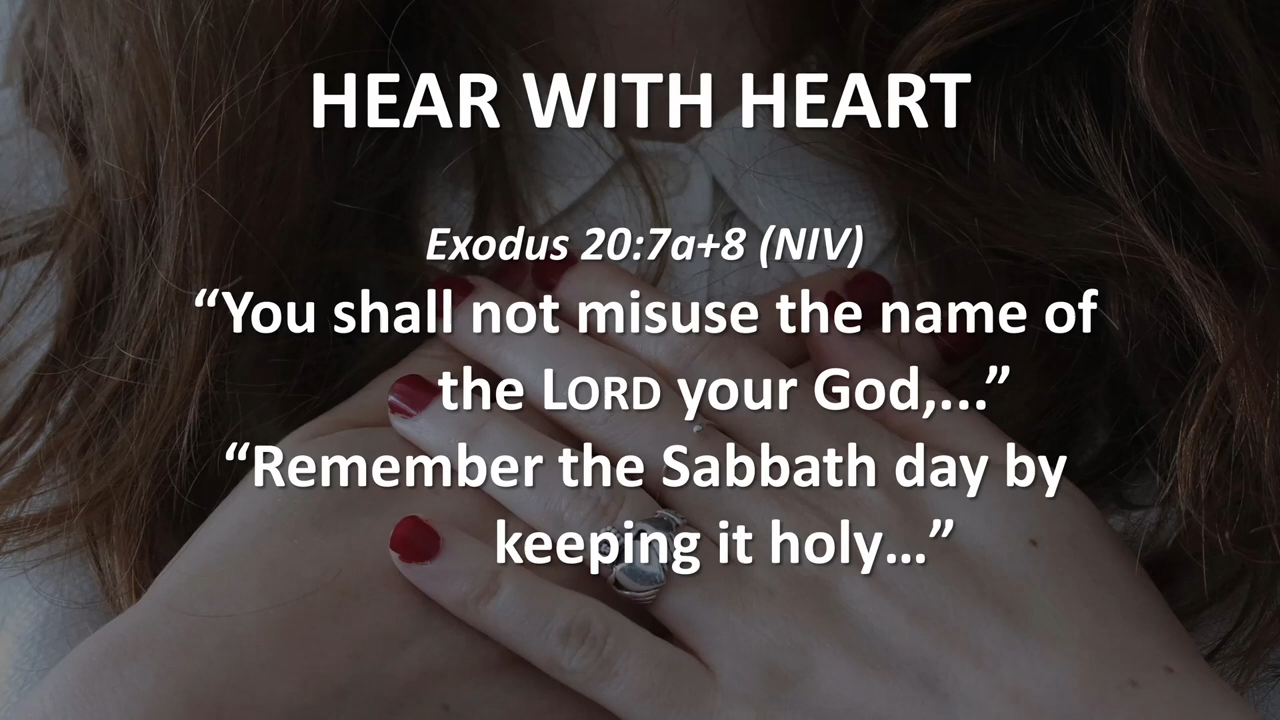 HEAR WITH HEART
Exodus 20:7a+8 (NIV)
“You shall not misuse the name of
the LORD your God,...”
“Remember the Sabbath day by
keeping it holy…”